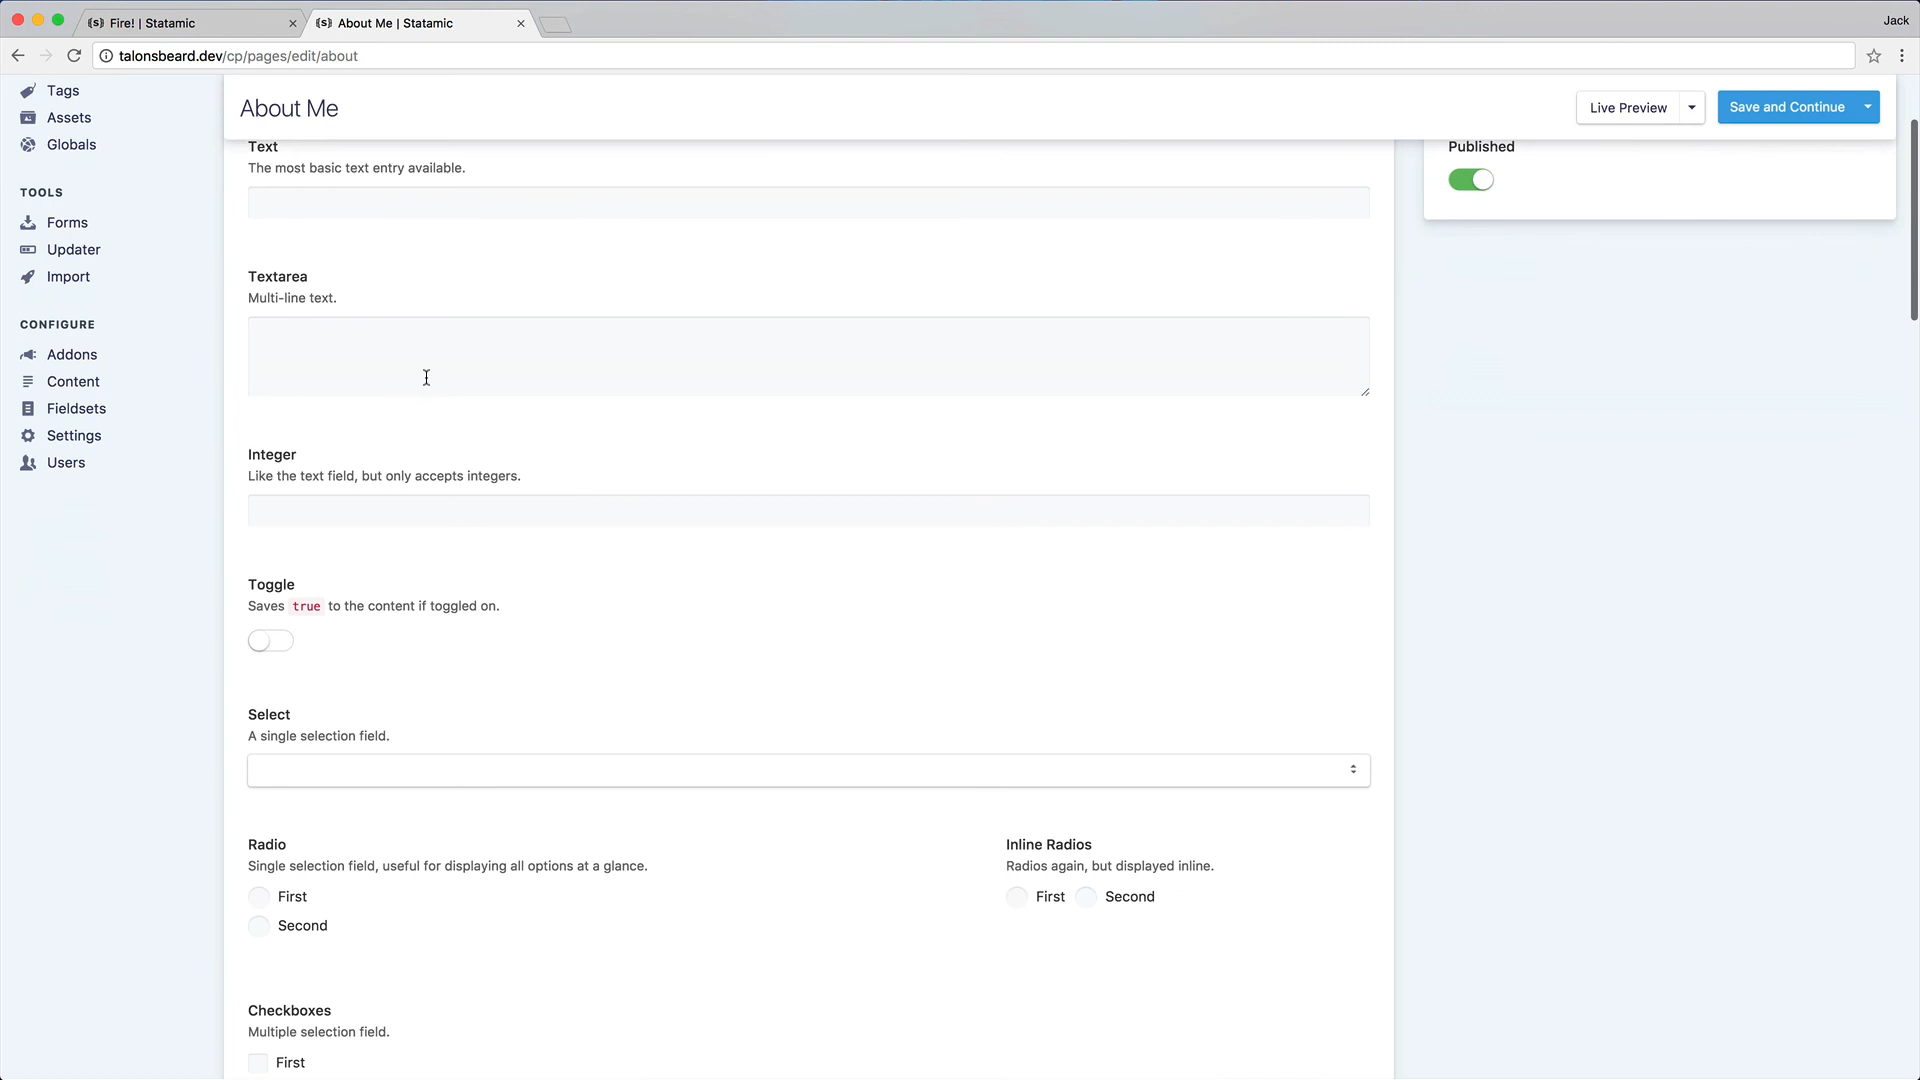 {s} Fire! | Statamic
{s} About Me | Statamic
Jack
talonsbeard.dev/cp/pages/edit/about
Tags
Assets
Globals
TOOLS
Forms
Updater
Import
CONFIGURE
Addons
Content
Fieldsets
Settings
Users
About Me
Live Preview
Save and Continue
Text
The most basic text entry available.
Textarea
Multi-line text.
Integer
Like the text field, but only accepts integers.
Toggle
Saves true to the content if toggled on.
Select
A single selection field.
Radio
Single selection field, useful for displaying all options at a glance.
First
Second
Inline Radios
Radios again, but displayed inline.
First Second
Checkboxes
Multiple selection field.
First
Published